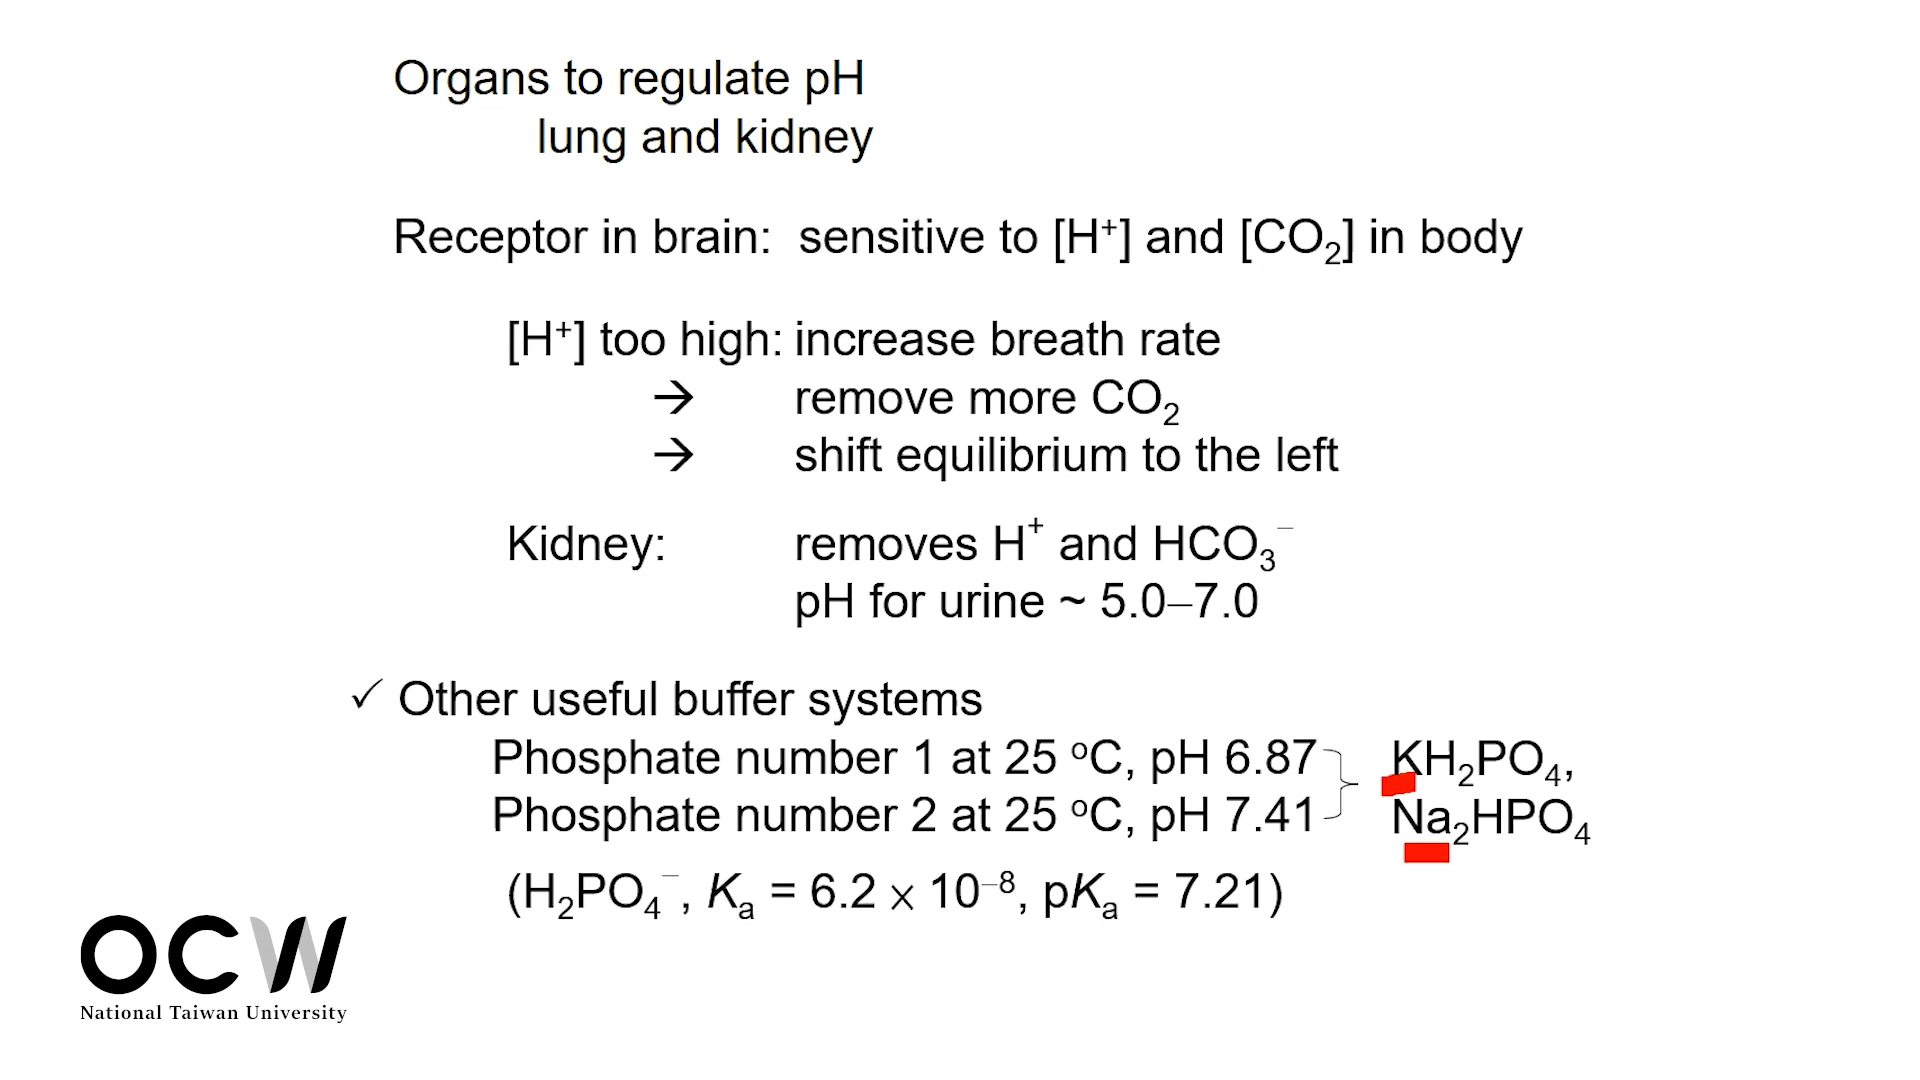 Organs to regulate pH
lung and kidney
Receptor in brain: sensitive to [H⁺] and [CO₂] in body
[H⁺] too high: increase breath rate
→ remove more CO₂
→ shift equilibrium to the left
Kidney: removes H⁺ and HCO₃⁻
pH for urine ~ 5.0–7.0
✓ Other useful buffer systems
Phosphate number 1 at 25 ºC, pH 6.87 KH₂PO₄,
Phosphate number 2 at 25 ºC, pH 7.41 Na₂HPO₄
(H₂PO₄⁻, Kₐ = 6.2 × 10⁻⁸, pKₐ = 7.21)
OCW
National Taiwan University